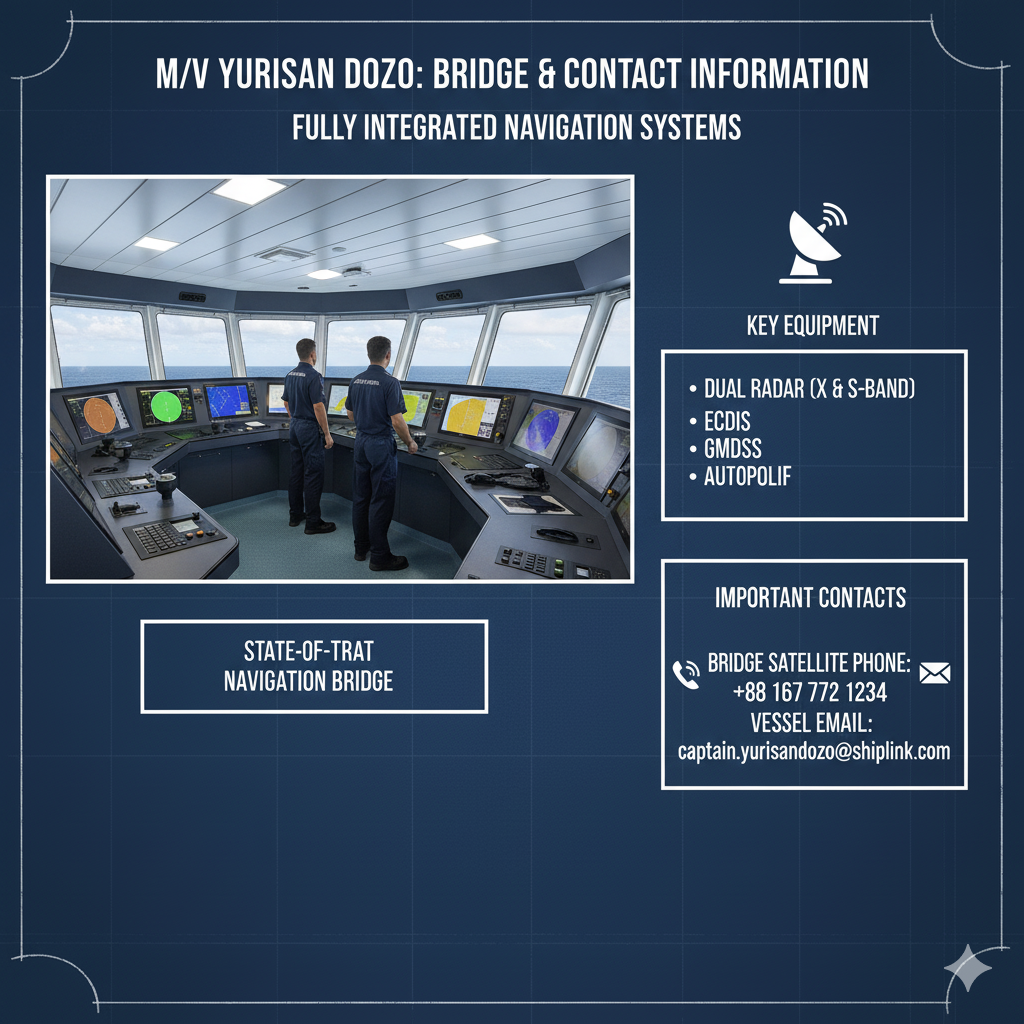 M/V YURISAN DOZO: BRIDGE & CONTACT INFORMATION
FULLY INTEGRATED NAVIGATION SYSTEMS
KEY EQUIPMENT
• DUAL RADAR (X & S-BAND)
• ECDIS
• GMDSS
• AUTOPOLIF
STATE-OF-TRAT
NAVIGATION BRIDGE
IMPORTANT CONTACTS
BRIDGE SATELLITE PHONE:
+88 167 772 1234
VESSEL EMAIL:
captain.yurisandozo@shiplink.com